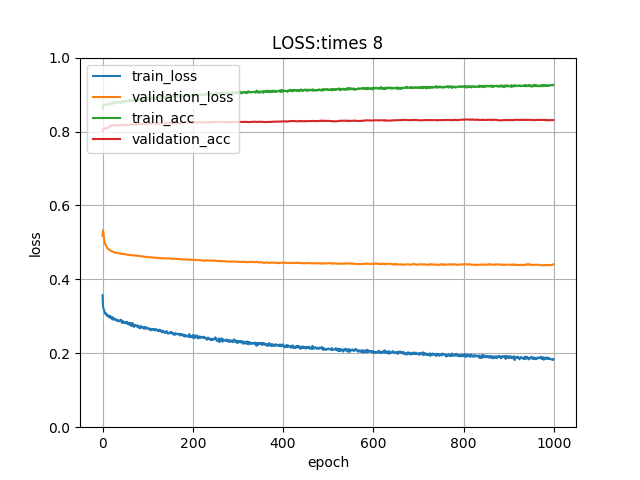 LOSS:times 8
1.0
0.8
0.6
0.4
0.2
0.0
loss
train_loss
validation_loss
train_acc
validation_acc
0 200 400 600 800 1000
epoch